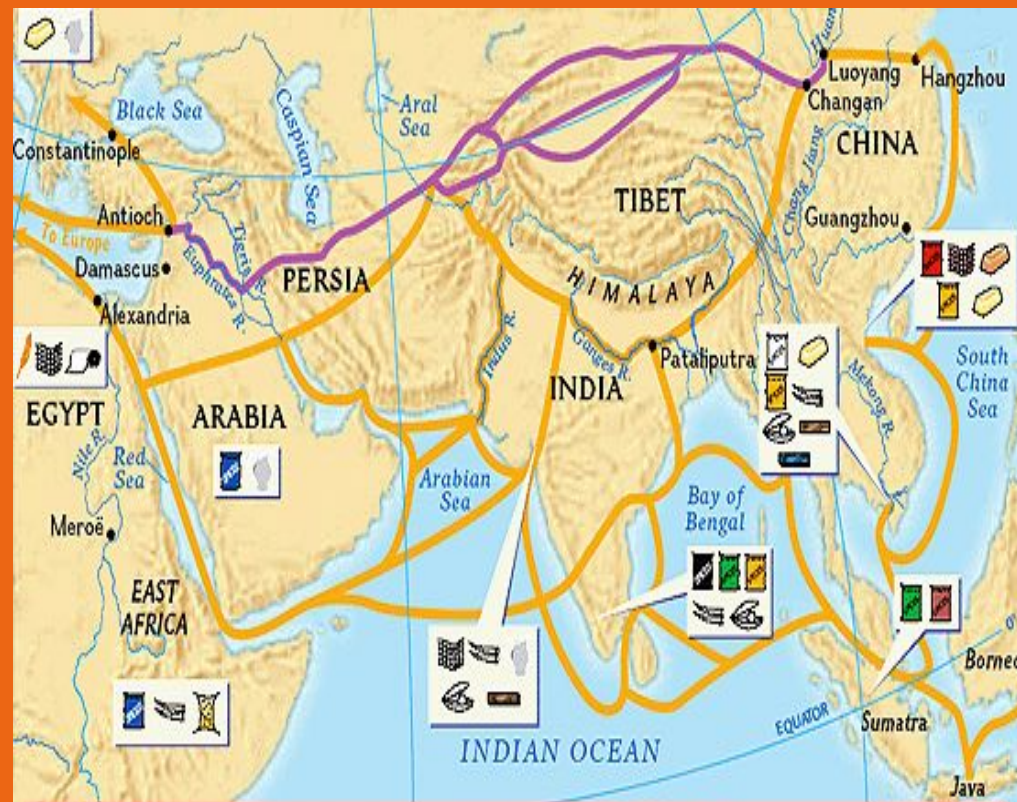 Black Sea
Constantinople
Caspian Sea
Aral
Sea
Huan
Luoyang
Changan
Hangzhou
CHINA
TIBET
Chang Jiang
Guangzhou
Antioch
To Europe
Tigris R.
Euphrates R.
Damascus
PERSIA
HIMALAYA
Alexandria
Indus R.
Ganges R.
Pataliputra
INDIA
EGYPT
ARABIA
Nile R.
Red
Sea
Arabian
Sea
Bay of
Bengal
Mekong R.
South
China
Sea
Meroë
EAST
AFRICA
INDIAN OCEAN
EQUATOR
0°
Borneo
Sumatra
Java